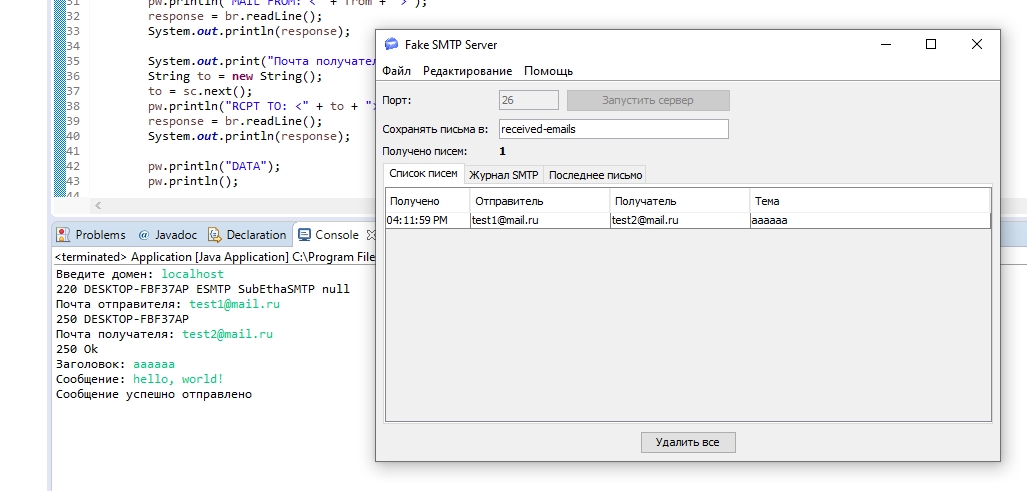 31 pw.println("MAIL FROM: <" + from + ">");
32 response = br.readLine();
33 System.out.println(response);
34
35 System.out.print("Почта получател
36 String to = new String();
37 to = sc.next();
38 pw.println("RCPT TO: <" + to + ">
39 response = br.readLine();
40 System.out.println(response);
41
42 pw.println("DATA");
43 pw.println();
44
Problems @ Javadoc Declaration Console
<terminated> Application [Java Application] C:\Program File
Введите домен: localhost
220 DESKTOP-FBF37AP ESMTP SubEthaSMTP null
Почта отправителя: test1@mail.ru
250 DESKTOP-FBF37AP
Почта получателя: test2@mail.ru
250 Ok
Заголовок: aaaaaa
Сообщение: hello, world!
Сообщение успешно отправлено
Fake SMTP Server
Файл Редактирование Помощь
Порт: 26 Запустить сервер
Сохранять письма в: received-emails
Получено писем: 1
Список писем Журнал SMTP Последнее письмо
Получено Отправитель Получатель Тема
04:11:59 PM test1@mail.ru test2@mail.ru aaaaaa
Удалить все